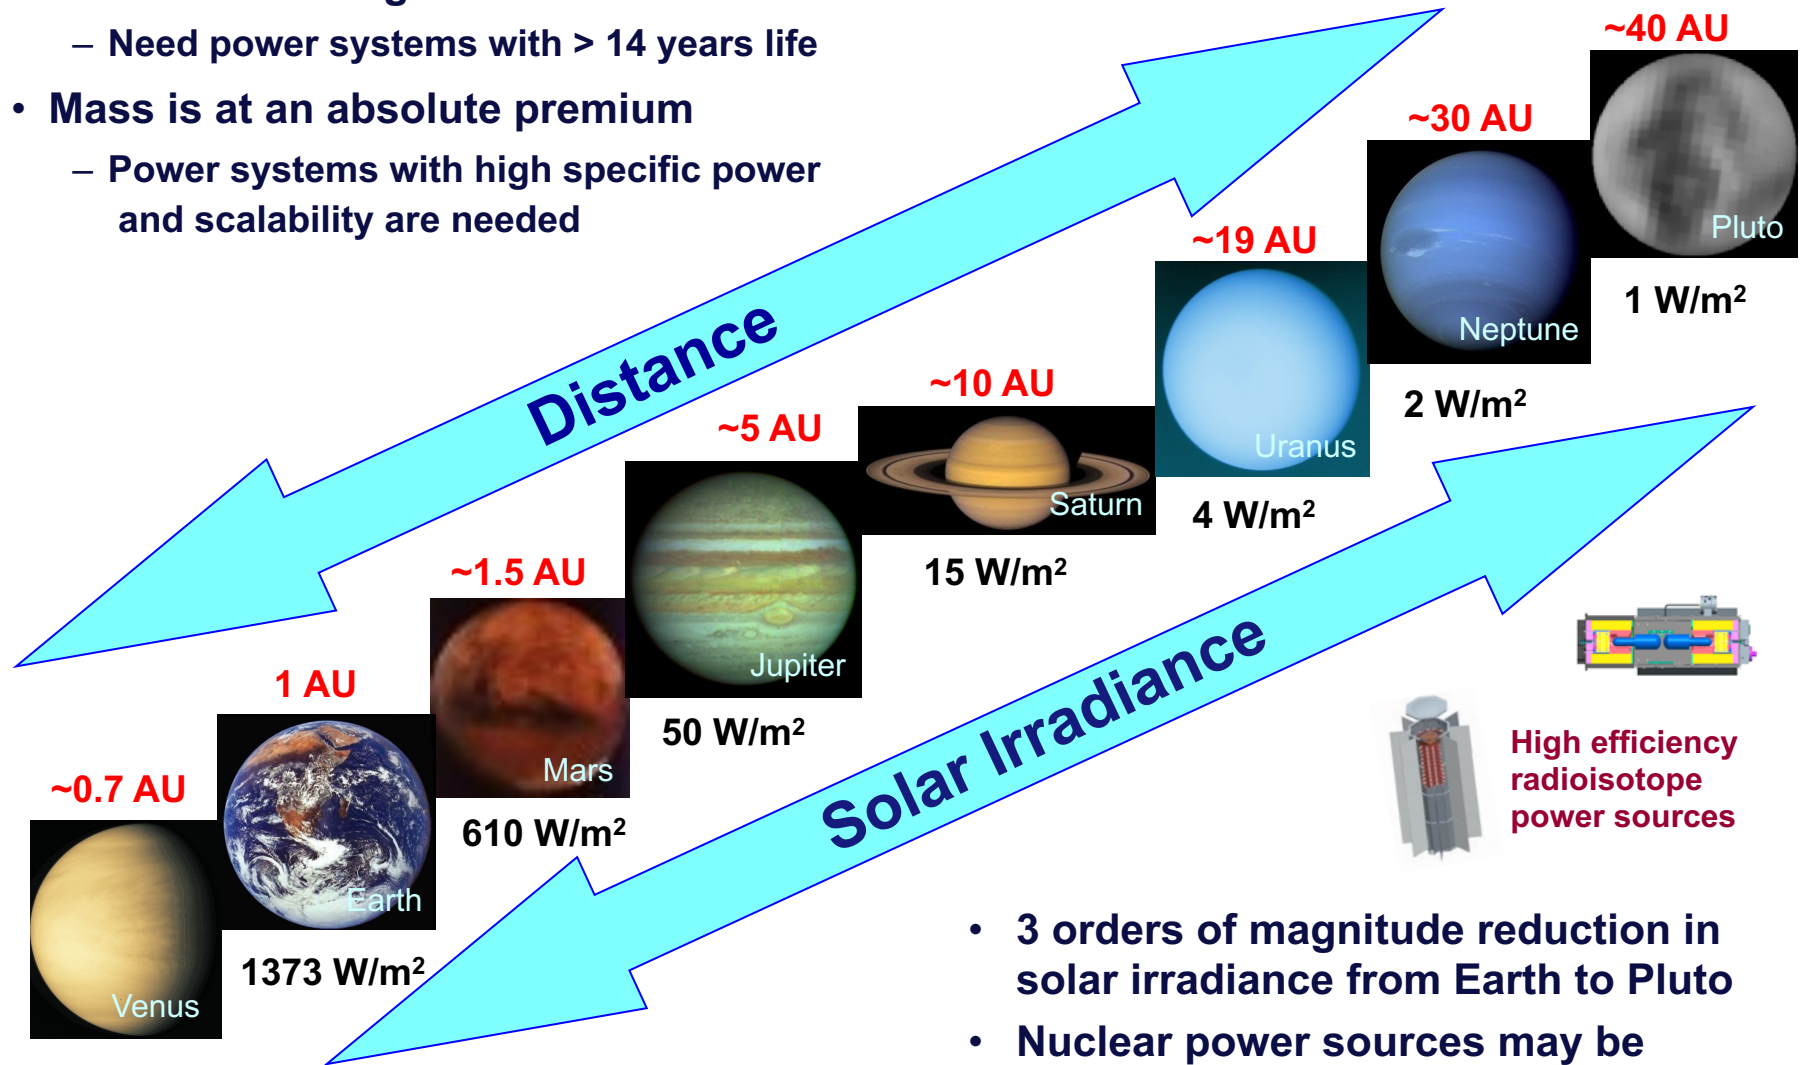 – Need power systems with > 14 years life
• Mass is at an absolute premium
– Power systems with high specific power
and scalability are needed
Distance
~0.7 AU
Venus
1 AU
Earth
1373 W/m²
~1.5 AU
Mars
610 W/m²
~5 AU
Jupiter
50 W/m²
~10 AU
Saturn
15 W/m²
~19 AU
Uranus
4 W/m²
~30 AU
Neptune
2 W/m²
~40 AU
Pluto
1 W/m²
Solar Irradiance
High efficiency
radioisotope
power sources
• 3 orders of magnitude reduction in
solar irradiance from Earth to Pluto
• Nuclear power sources may be